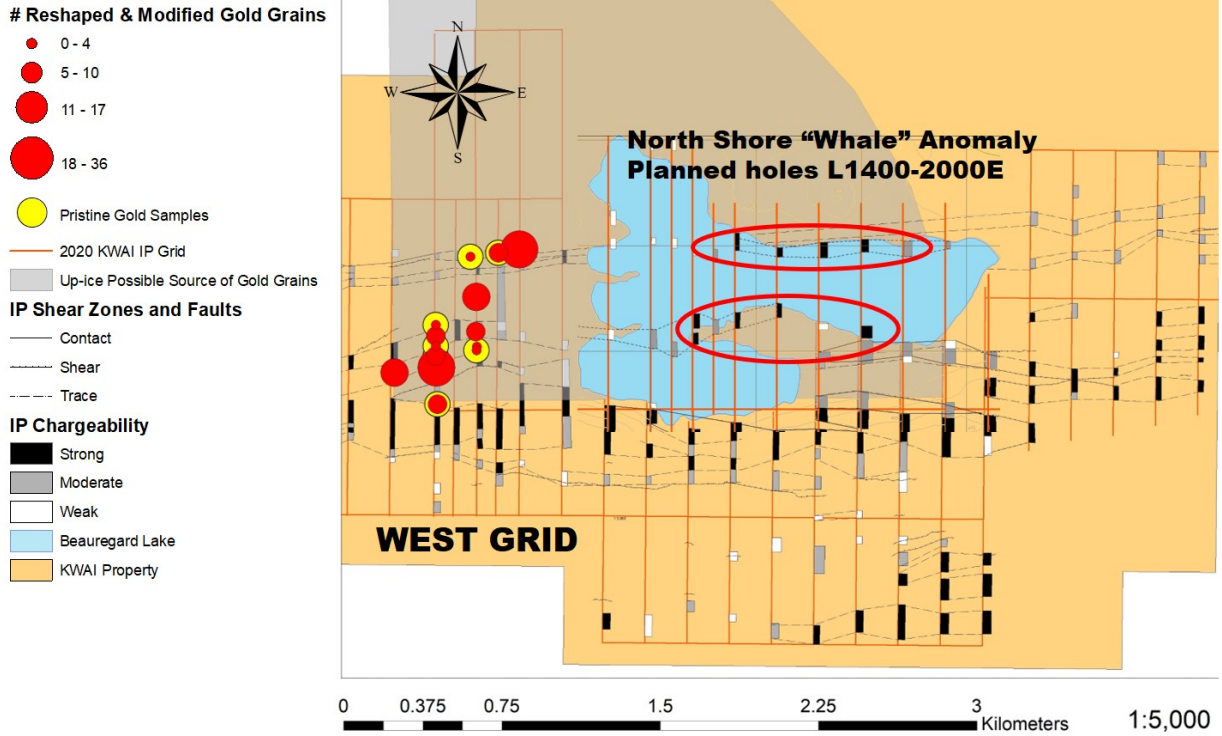 # Reshaped & Modified Gold Grains
0 - 4
5 - 10
11 - 17
18 - 36
Pristine Gold Samples
2020 KWAI IP Grid
Up-ice Possible Source of Gold Grains
IP Shear Zones and Faults
Contact
Shear
Trace
IP Chargeability
Strong
Moderate
Weak
Beauregard Lake
KWAI Property
N
W
E
S
North Shore “Whale” Anomaly
Planned holes L1400-2000E
WEST GRID
0 0.375 0.75 1.5 2.25 3
Kilometers
1:5,000